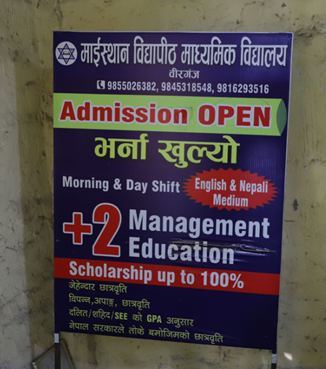 माईस्थान विद्यापीठ माध्यमिक विद्यालय
वीरगंज
9855026382, 9845318548, 9816293516
Admission OPEN
भर्ना खुल्यो
Morning & Day Shift
English & Nepali
Medium
+2 Management
Education
Scholarship up to 100%
जेहेन्दार छात्रवृति
विपन्न,अपाङ्ग, छात्रवृति
दलित/शहिद/SEE को GPA अनुसार
नेपाल सरकारले तोके बमोजिमको छात्रवृति